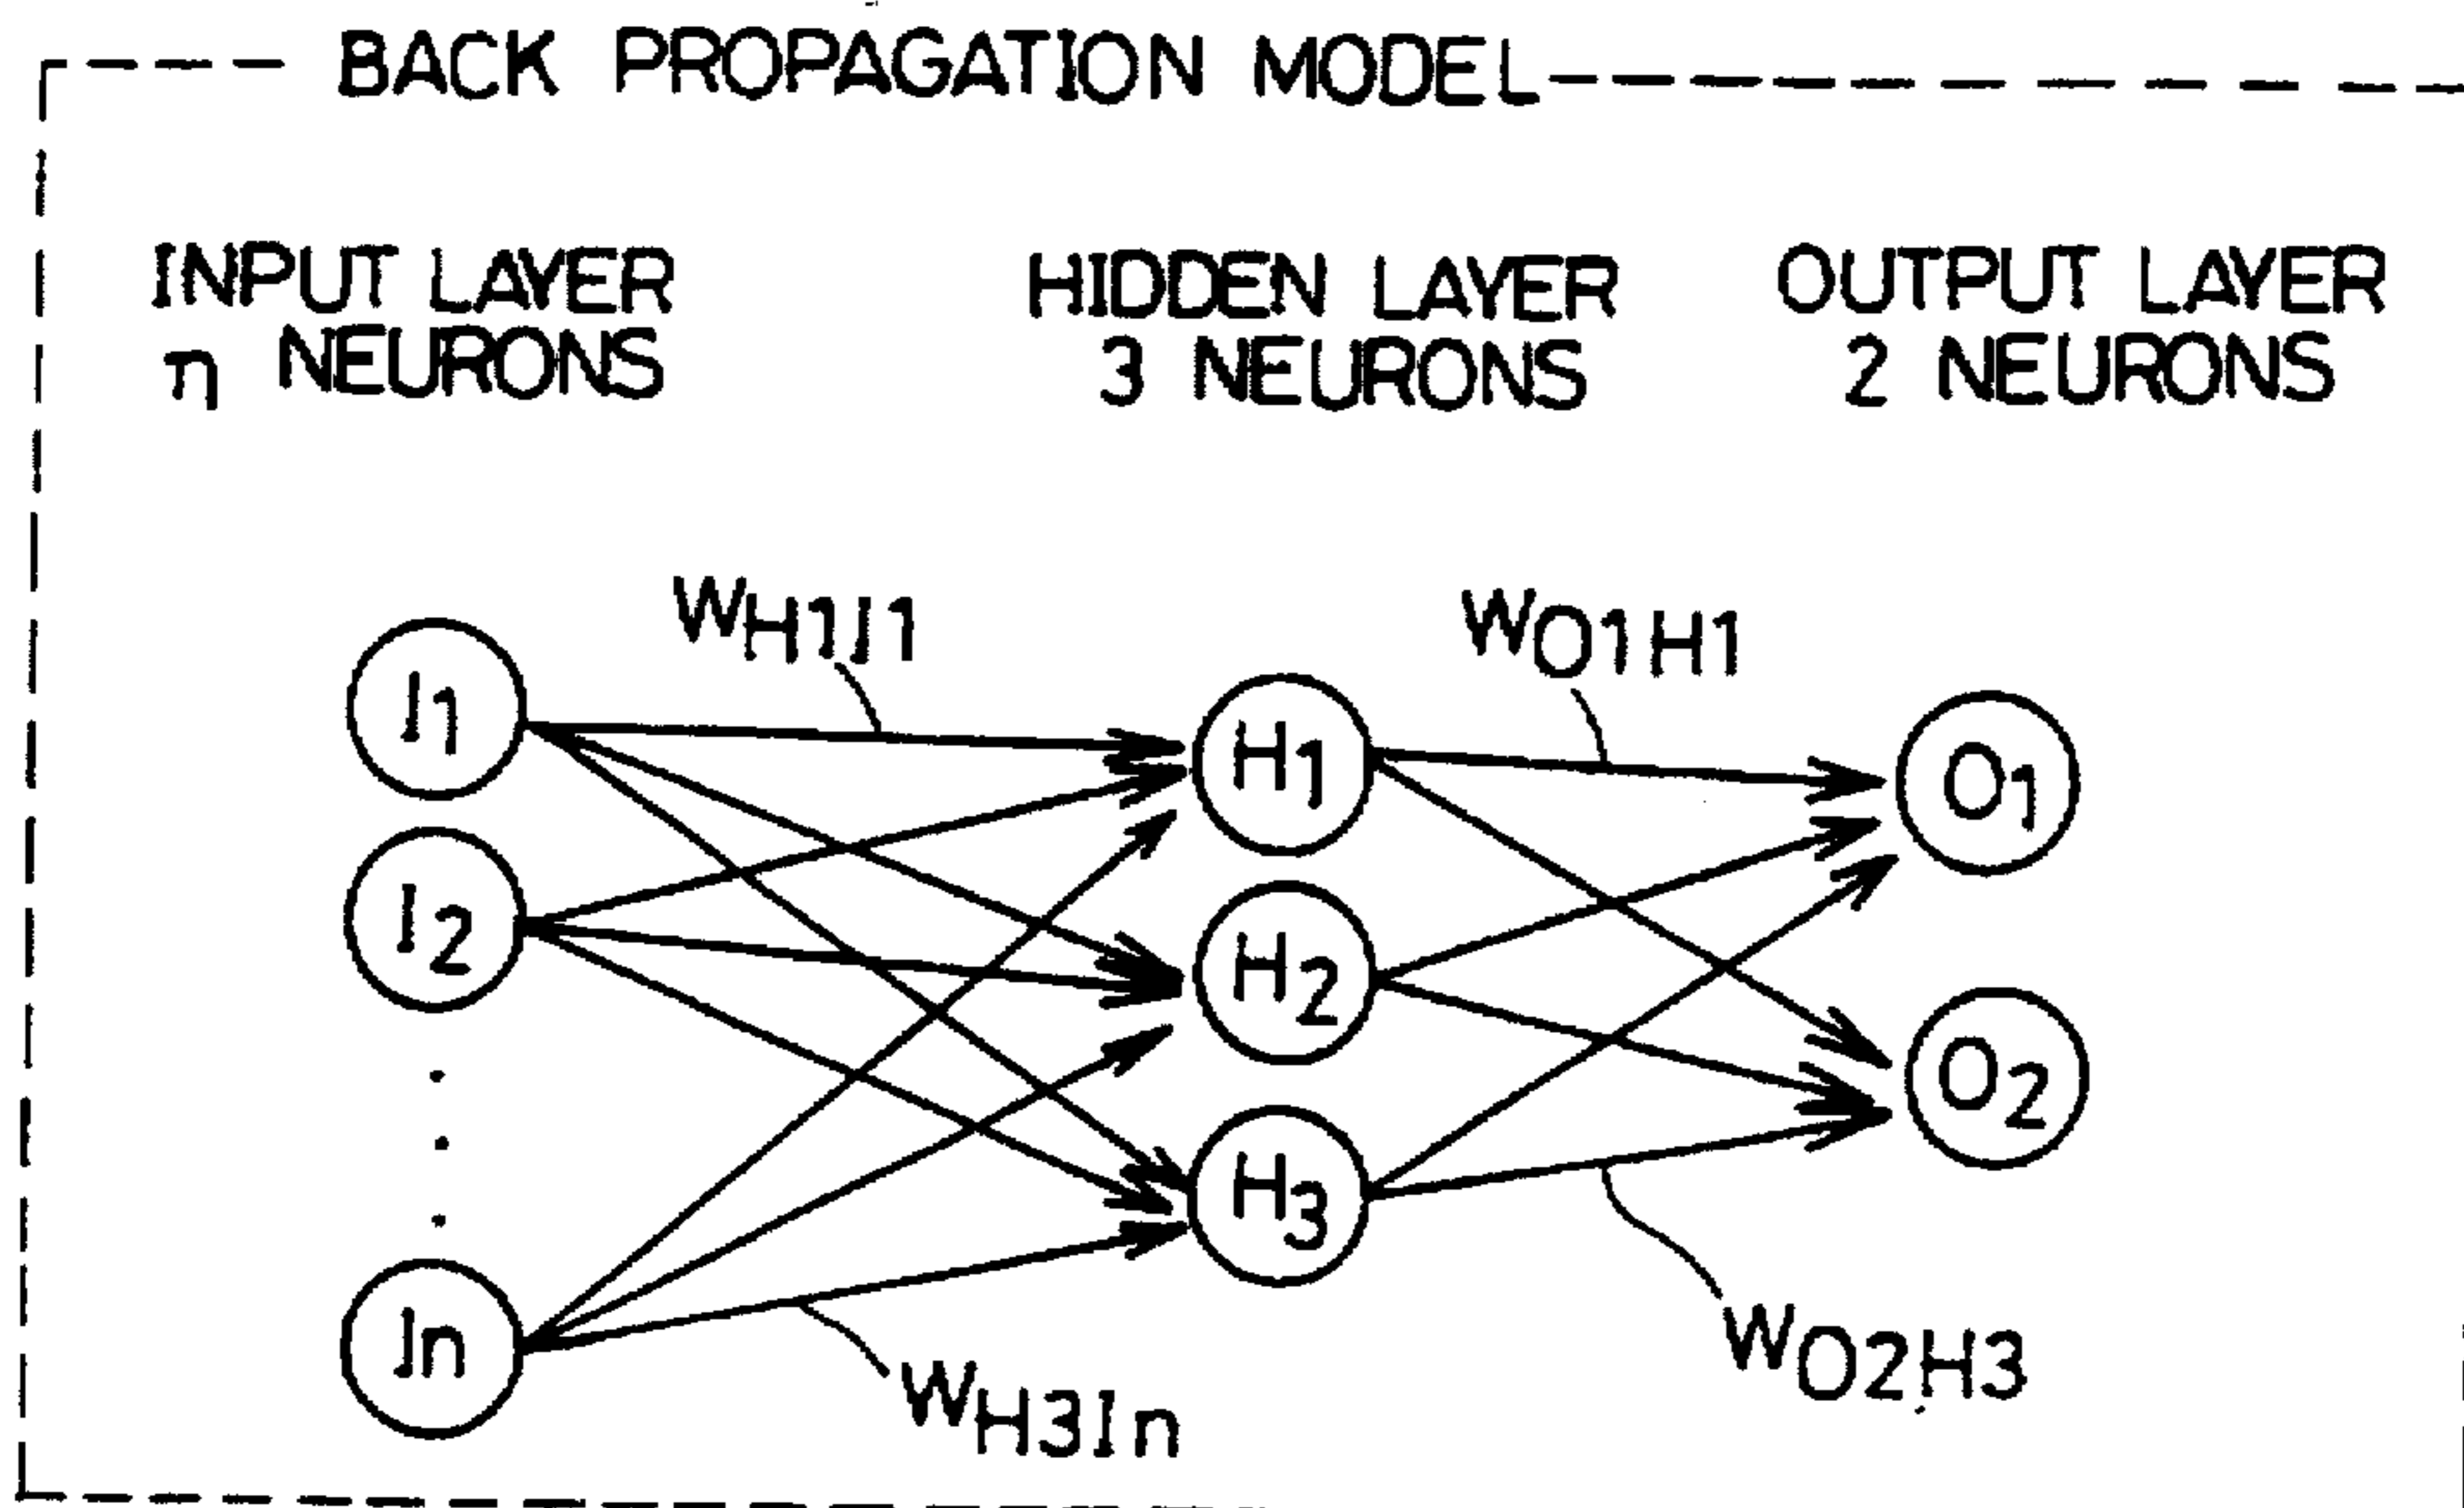 BACK PROPAGATION MODEL
INPUT LAYER
n NEURONS
HIDDEN LAYER
3 NEURONS
OUTPUT LAYER
2 NEURONS
WH1I1
WO1H1
I1
H1
O1
I2
H2
O2
H3
In
WH3In
WO2H3